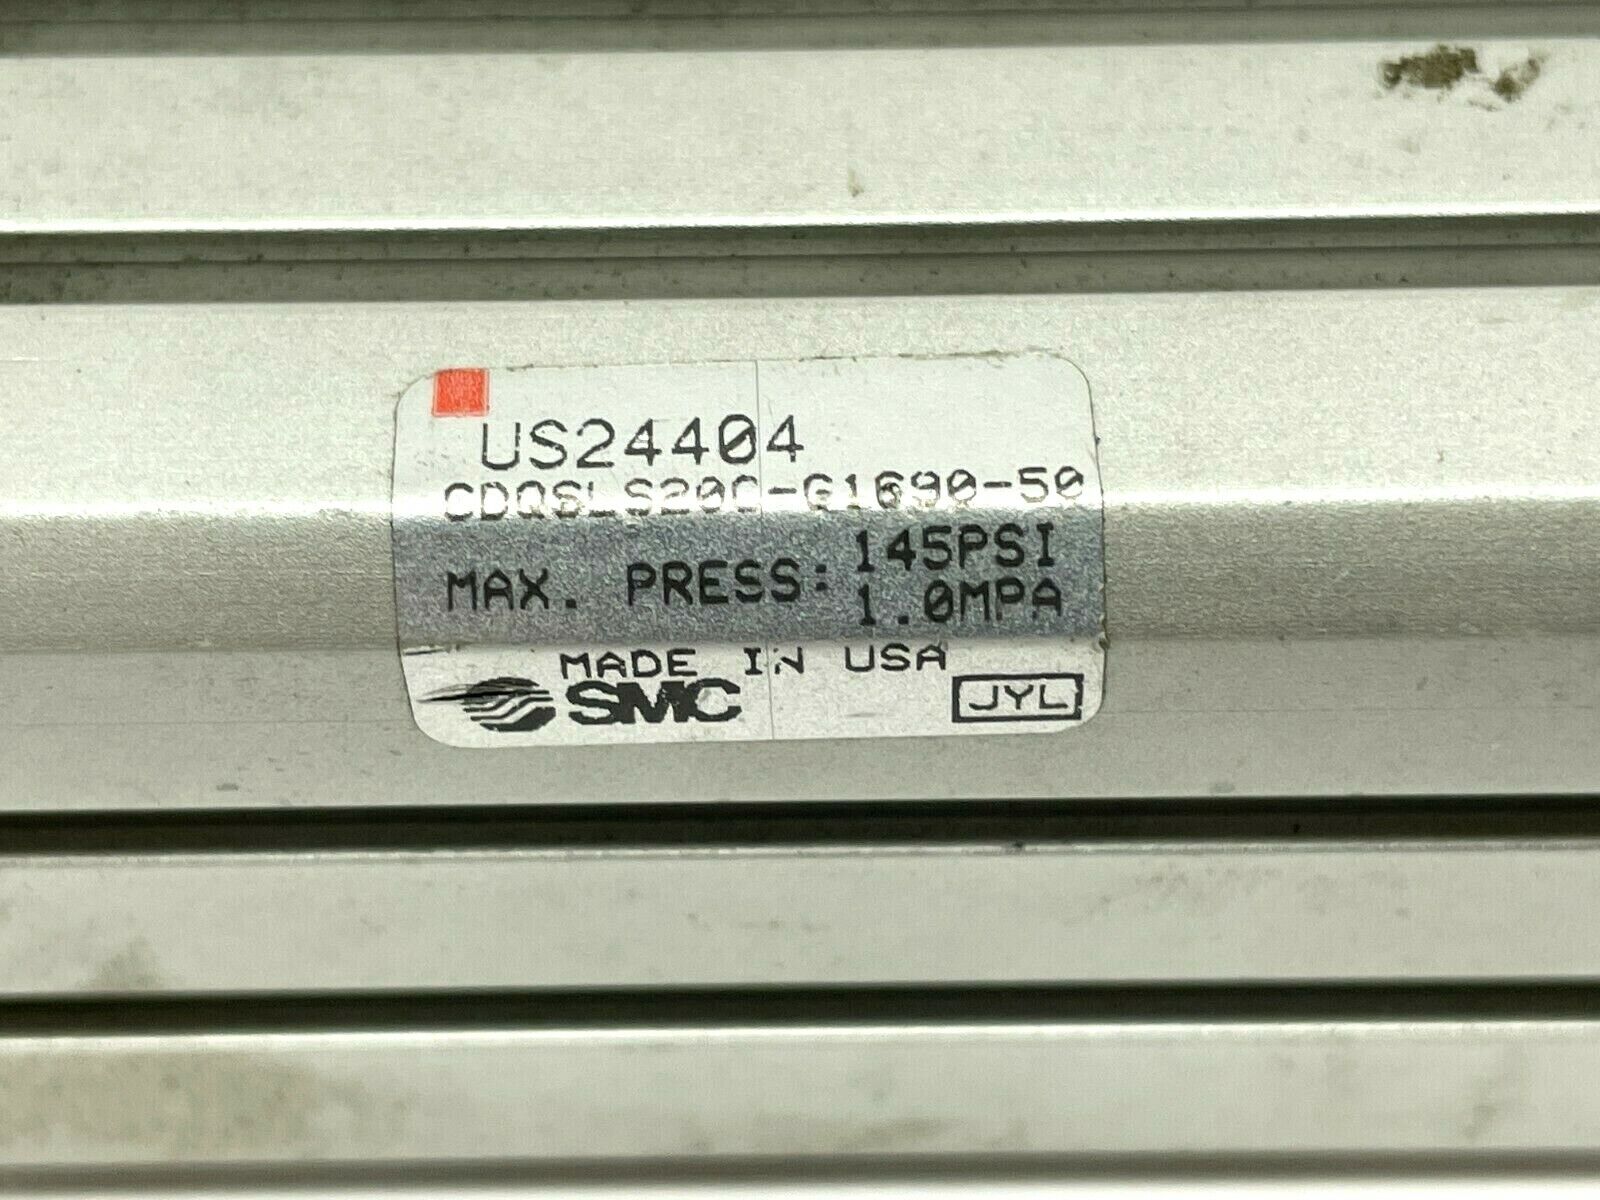 US24404
CDQSLS20C-G1690-50
MAX. PRESS: 145PSI
1.0MPA
MADE IN USA
SMC
JYL